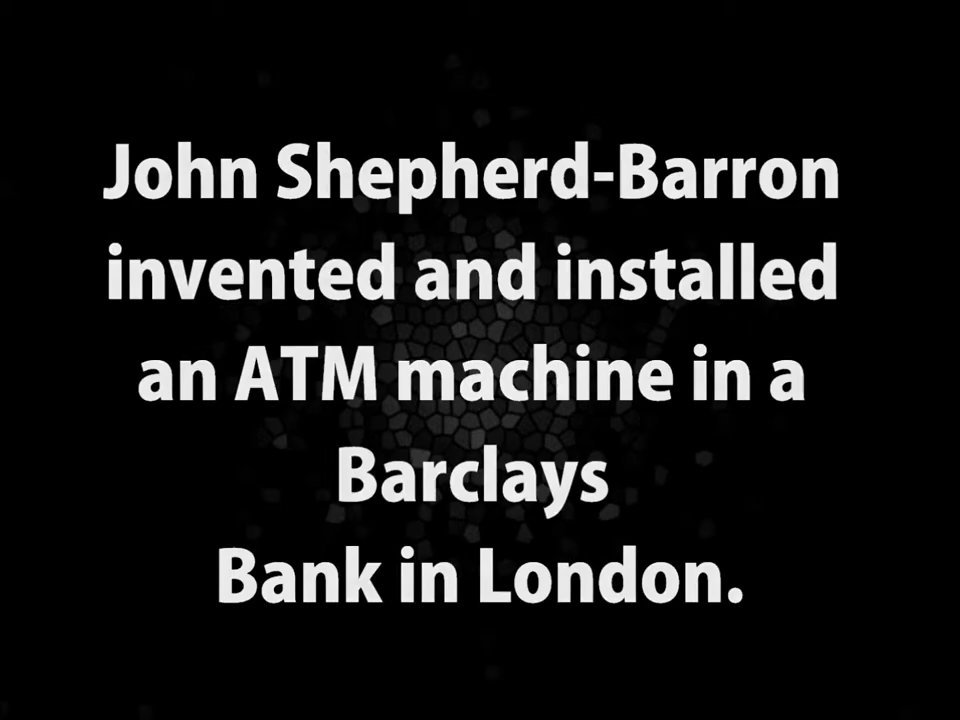 John Shepherd-Barron
invented and installed
an ATM machine in a
Barclays
Bank in London.